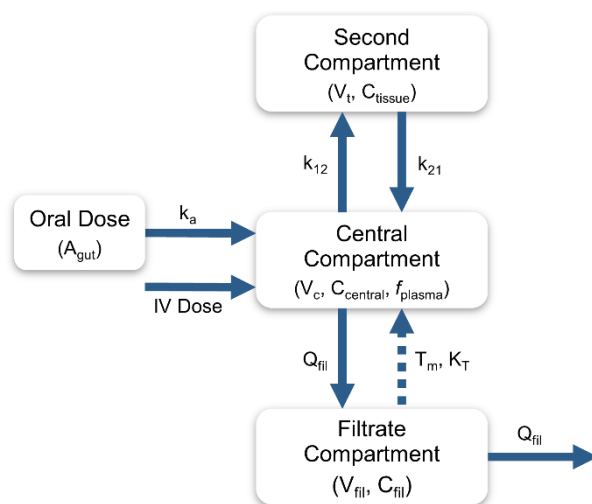 Second
Compartment
(Vt, Ctissue)
k12
k21
Oral Dose
(Agut)
ka
IV Dose
Central
Compartment
(Vc, Ccentral, fplasma)
Qfil
Tm, KT
Filtrate
Compartment
(Vfil, Cfil)
Qfil